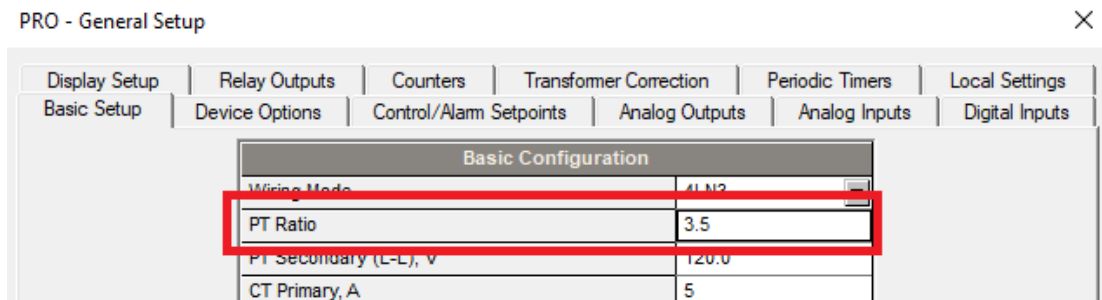 PRO - General Setup
Display Setup Relay Outputs Counters Transformer Correction Periodic Timers Local Settings
Basic Setup Device Options Control/Alarm Setpoints Analog Outputs Analog Inputs Digital Inputs
Basic Configuration
Wiring Mode 4LN3
PT Ratio 3.5
PT Secondary (L-L), V 120.0
CT Primary, A 5